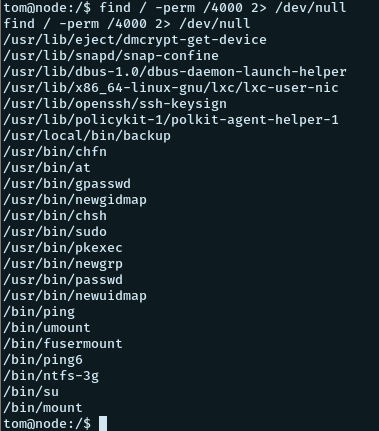 tom@node:/$ find / -perm /4000 2> /dev/null
find / -perm /4000 2> /dev/null
/usr/lib/eject/dmcrypt-get-device
/usr/lib/snapd/snap-confine
/usr/lib/dbus-1.0/dbus-daemon-launch-helper
/usr/lib/x86_64-linux-gnu/lxc/lxc-user-nic
/usr/lib/openssh/ssh-keysign
/usr/lib/policykit-1/polkit-agent-helper-1
/usr/local/bin/backup
/usr/bin/chfn
/usr/bin/at
/usr/bin/gpasswd
/usr/bin/newgidmap
/usr/bin/chsh
/usr/bin/sudo
/usr/bin/pkexec
/usr/bin/newgrp
/usr/bin/passwd
/usr/bin/newuidmap
/bin/ping
/bin/umount
/bin/fusermount
/bin/ping6
/bin/ntfs-3g
/bin/su
/bin/mount
tom@node:/$